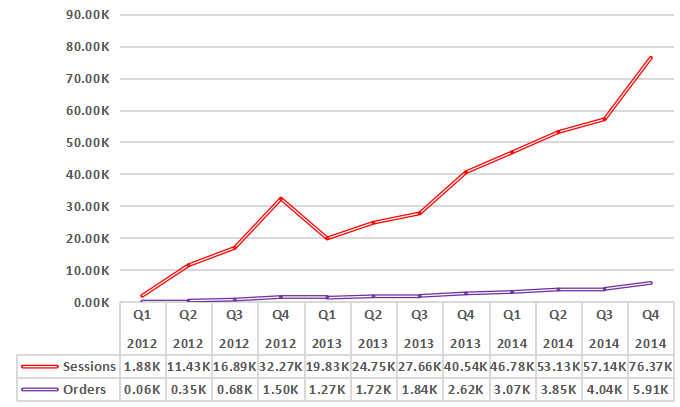 90.00K
80.00K
70.00K
60.00K
50.00K
40.00K
30.00K
20.00K
10.00K
0.00K
Q1 Q2 Q3 Q4 Q1 Q2 Q3 Q4 Q1 Q2 Q3 Q4
2012 2012 2012 2012 2013 2013 2013 2013 2014 2014 2014 2014
Sessions 1.88K 11.43K 16.89K 32.27K 19.83K 24.75K 27.66K 40.54K 46.78K 53.13K 57.14K 76.37K
Orders 0.06K 0.35K 0.68K 1.50K 1.27K 1.72K 1.84K 2.62K 3.07K 3.85K 4.04K 5.91K